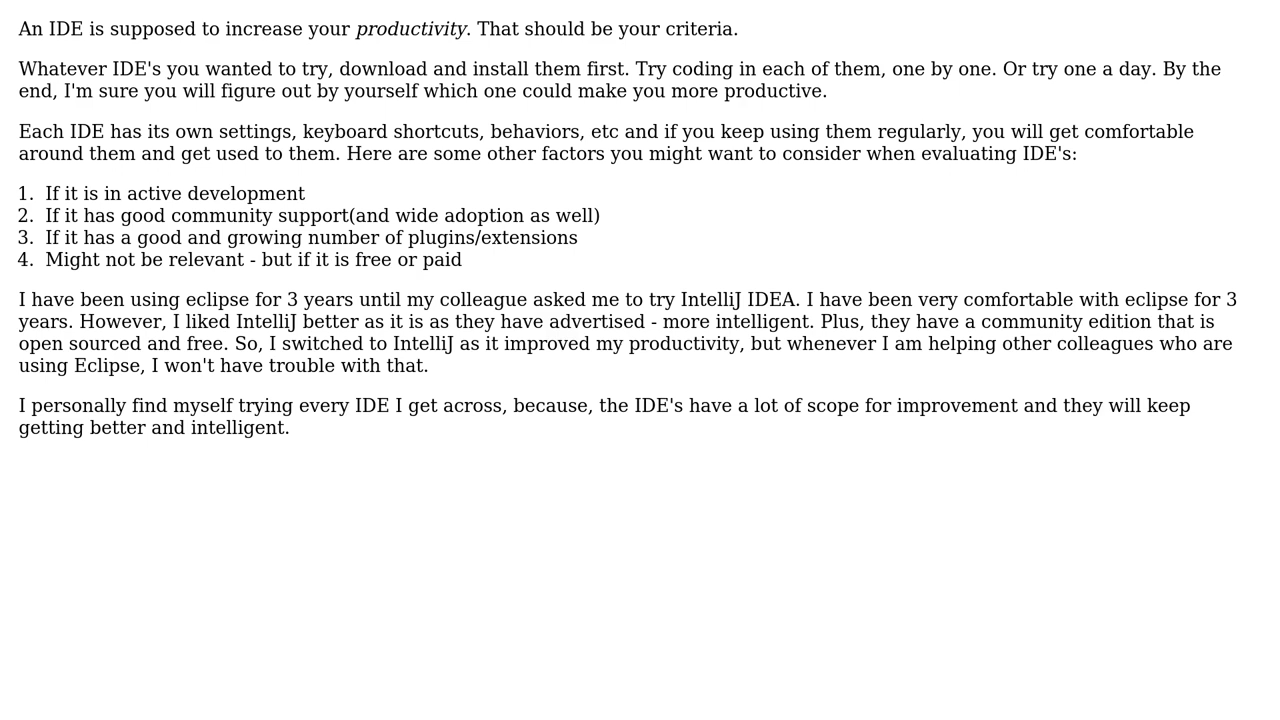 An IDE is supposed to increase your productivity. That should be your criteria.
Whatever IDE's you wanted to try, download and install them first. Try coding in each of them, one by one. Or try one a day. By the
end, I'm sure you will figure out by yourself which one could make you more productive.
Each IDE has its own settings, keyboard shortcuts, behaviors, etc and if you keep using them regularly, you will get comfortable
around them and get used to them. Here are some other factors you might want to consider when evaluating IDE's:
1. If it is in active development
2. If it has good community support(and wide adoption as well)
3. If it has a good and growing number of plugins/extensions
4. Might not be relevant - but if it is free or paid
I have been using eclipse for 3 years until my colleague asked me to try IntelliJ IDEA. I have been very comfortable with eclipse for 3
years. However, I liked IntelliJ better as it is as they have advertised - more intelligent. Plus, they have a community edition that is
open sourced and free. So, I switched to IntelliJ as it improved my productivity, but whenever I am helping other colleagues who are
using Eclipse, I won't have trouble with that.
I personally find myself trying every IDE I get across, because, the IDE's have a lot of scope for improvement and they will keep
getting better and intelligent.